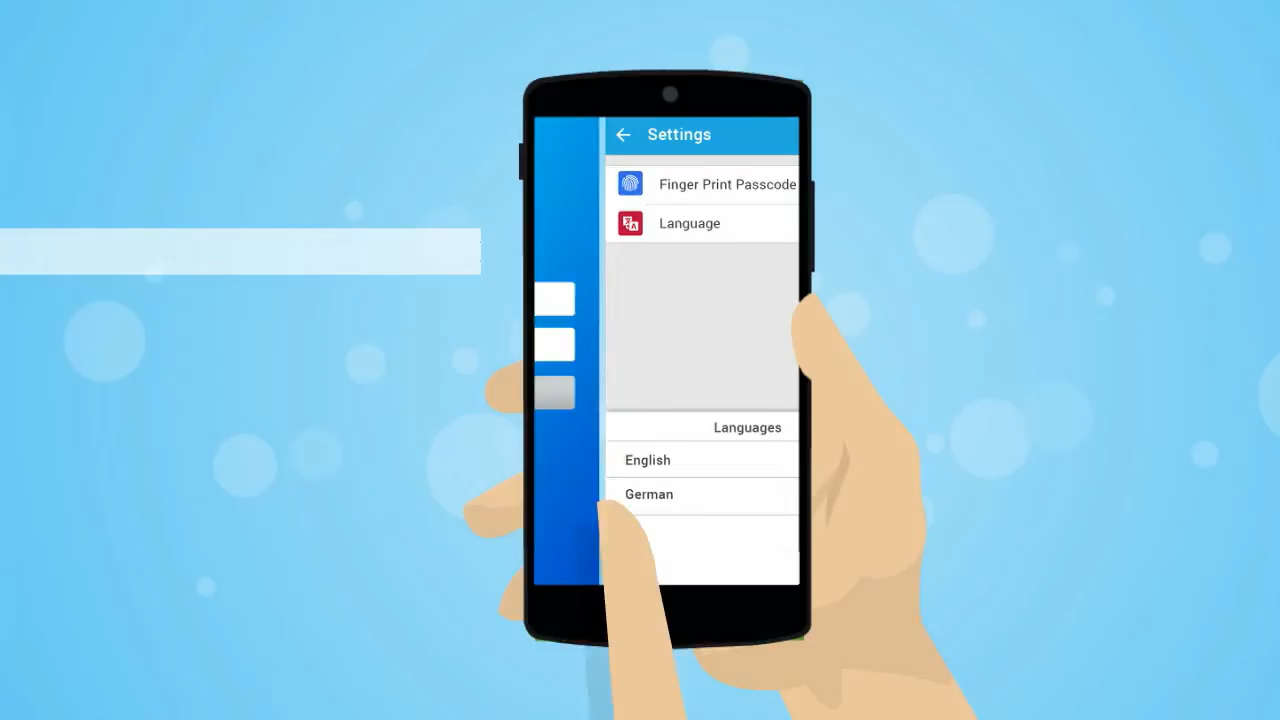 Settings
Finger Print Passcode
Language
Languages
English
German